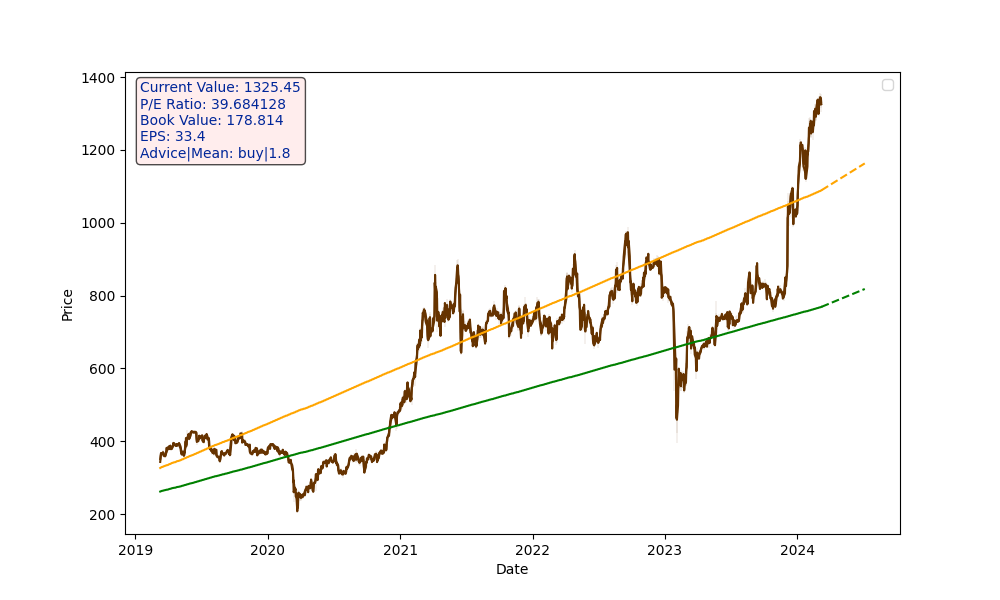 Current Value: 1325.45
P/E Ratio: 39.684128
Book Value: 178.814
EPS: 33.4
Advice|Mean: buy|1.8
1400
1200
1000
800
600
400
200
Price
2019 2020 2021 2022 2023 2024
Date